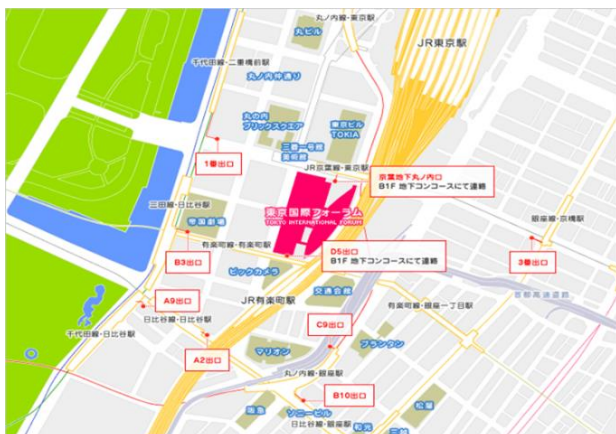 丸ノ内線・東京駅
丸ビル
JR東京駅
千代田線・二重橋前駅
丸ノ内仲通り
丸の内
ブリックスクエア
東京ビル
TOKIA
三菱一号館
美術館
1番出口
JR京葉線・東京駅
京葉地下丸ノ内口
B1F 地下コンコースにて連絡
三田線・日比谷駅
帝国劇場
東京国際フォーラム
TOKYO INTERNATIONAL FORUM
銀座線・京橋駅
有楽町線・有楽町駅
D5出口
B1F 地下コンコースにて連絡
B3出口
3番出口
ビックカメラ
交通会館
首都高速道路
JR有楽町駅
A9出口
有楽町線・銀座一丁目駅
日比谷線・日比谷駅
千代田線・日比谷駅
C9出口
A2出口
マリオン
プランタン
丸ノ内線・銀座駅
B10出口
阪急
ソニービル
松屋
日比谷線・銀座駅
和光
三越